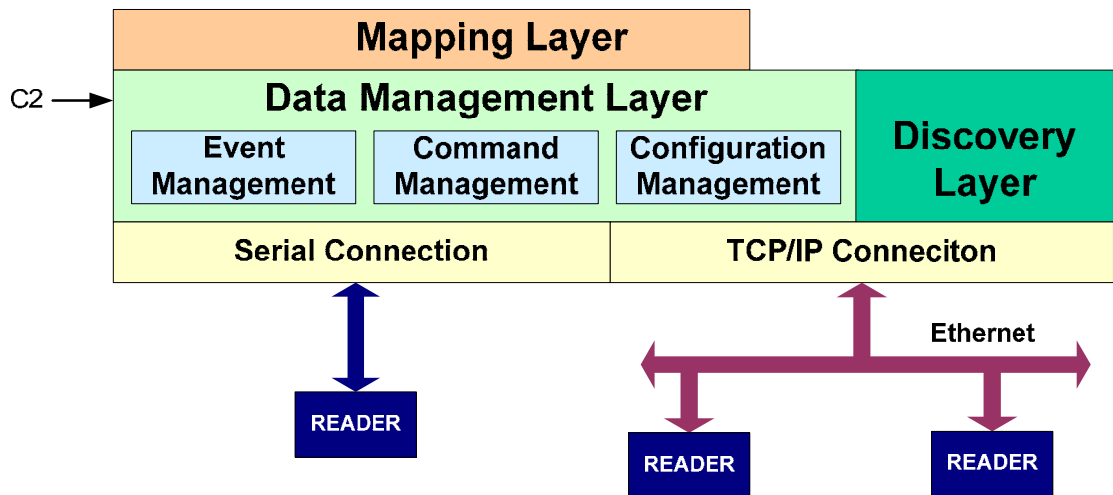 Mapping Layer
C2
Data Management Layer
Event
Management
Command
Management
Configuration
Management
Discovery
Layer
Serial Connection
TCP/IP Conneciton
Ethernet
READER
READER
READER